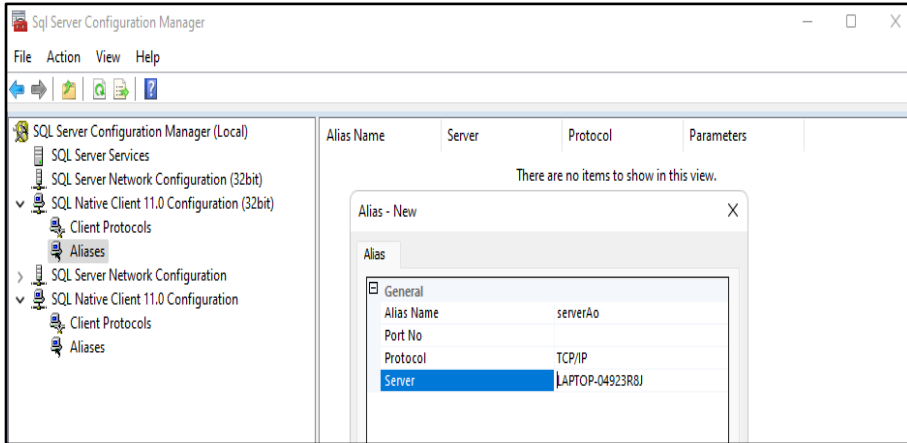 Sql Server Configuration Manager
File Action View Help
SQL Server Configuration Manager (Local)
SQL Server Services
SQL Server Network Configuration (32bit)
SQL Native Client 11.0 Configuration (32bit)
Client Protocols
Aliases
SQL Server Network Configuration
SQL Native Client 11.0 Configuration
Client Protocols
Aliases
Alias Name Server Protocol Parameters
There are no items to show in this view.
Alias - New
Alias
General
Alias Name serverAo
Port No
Protocol TCP/IP
Server LAPTOP-04923R8J